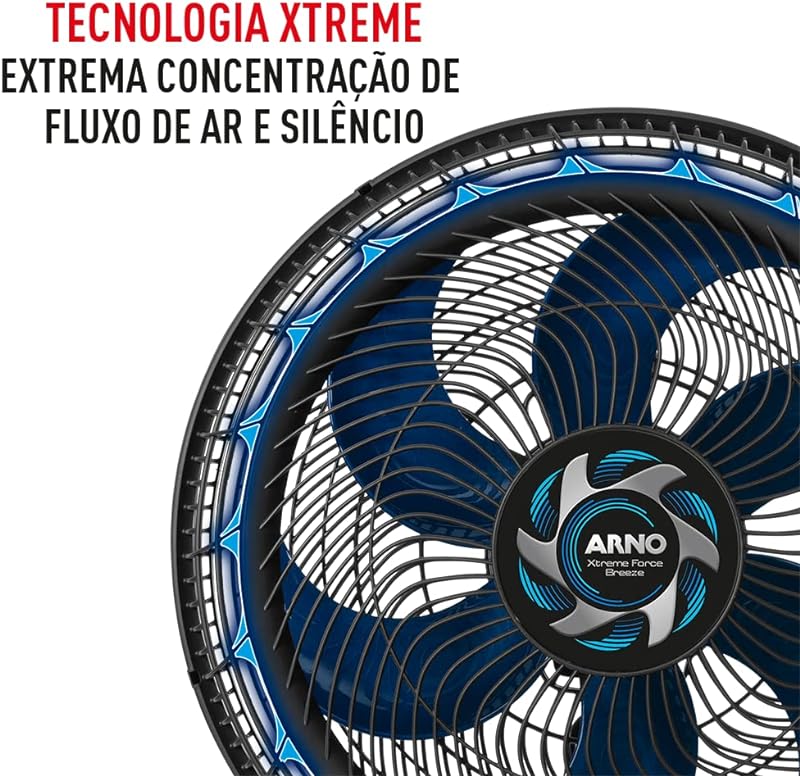 TECNOLOGIA XTREME
EXTREMA CONCENTRAÇÃO DE
FLUXO DE AR E SILÊNCIO
ARNO
Xtreme Force
Breeze